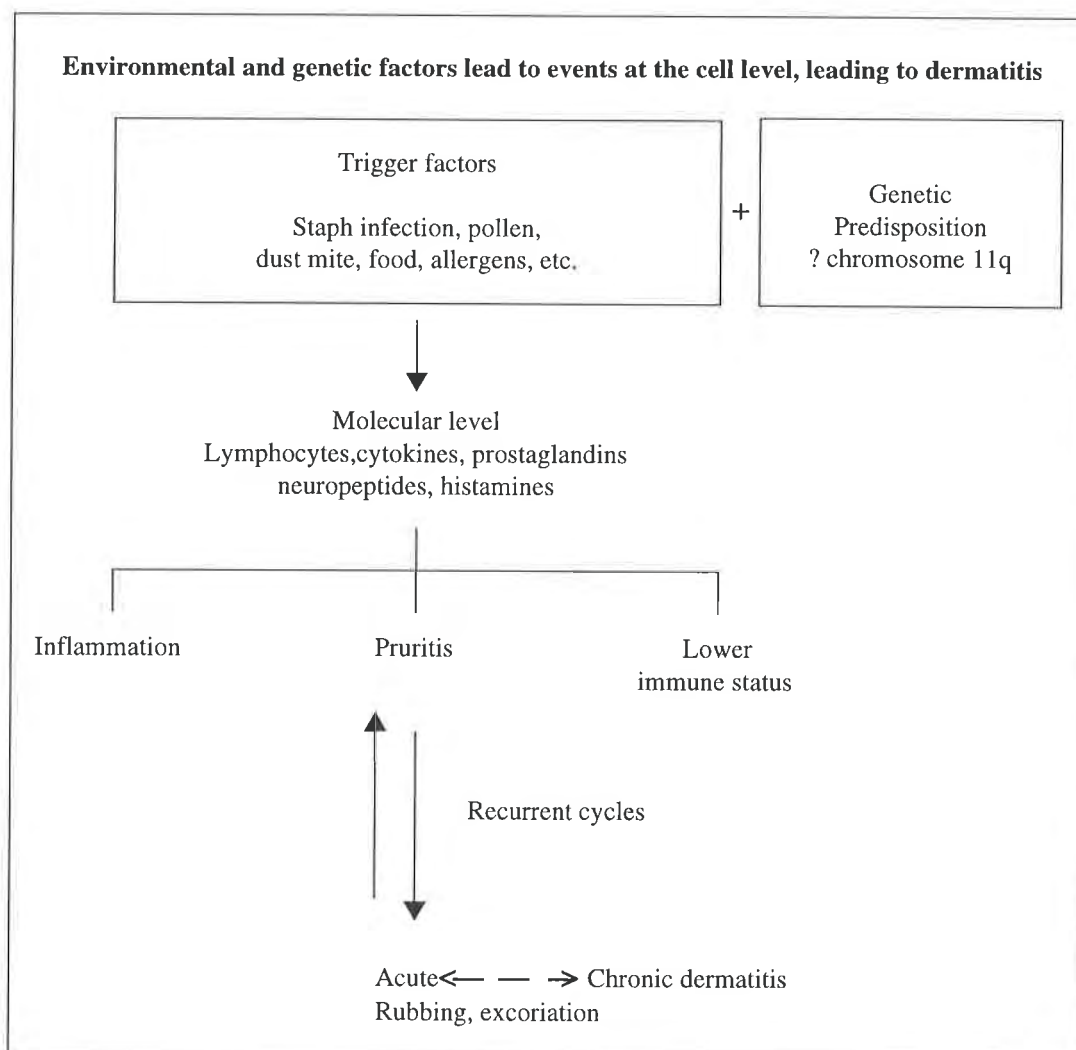 Environmental and genetic factors lead to events at the cell level, leading to dermatitis
Trigger factors
Staph infection, pollen,
dust mite, food, allergens, etc.
+
Genetic
Predisposition
? chromosome 11q
Molecular level
Lymphocytes,cytokines, prostaglandins
neuropeptides, histamines
Inflammation
Pruritis
Lower
immune status
Recurrent cycles
Acute<— — —> Chronic dermatitis
Rubbing, excoriation